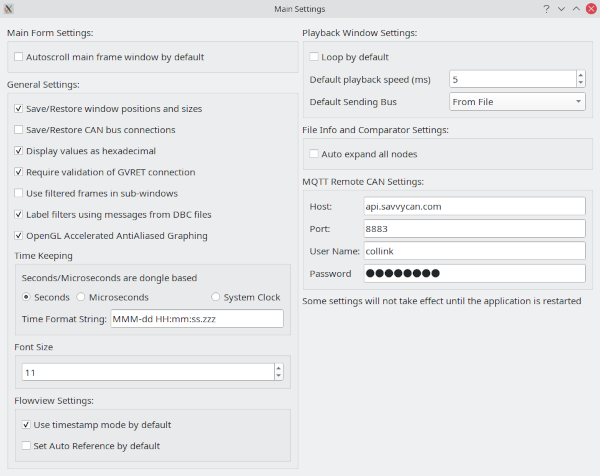 Main Settings
Main Form Settings:
Autoscroll main frame window by default
General Settings:
Save/Restore window positions and sizes
Save/Restore CAN bus connections
Display values as hexadecimal
Require validation of GVRET connection
Use filtered frames in sub-windows
Label filters using messages from DBC files
OpenGL Accelerated AntiAliased Graphing
Time Keeping
Seconds/Microseconds are dongle based
Seconds Microseconds System Clock
Time Format String: MMM-dd HH:mm:ss.zzz
Font Size
11
Flowview Settings:
Use timestamp mode by default
Set Auto Reference by default
Playback Window Settings:
Loop by default
Default playback speed (ms) 5
Default Sending Bus From File
File Info and Comparator Settings:
Auto expand all nodes
MQTT Remote CAN Settings:
Host: api.savvycan.com
Port: 8883
User Name: collink
Password ●●●●●●●●
Some settings will not take effect until the application is restarted